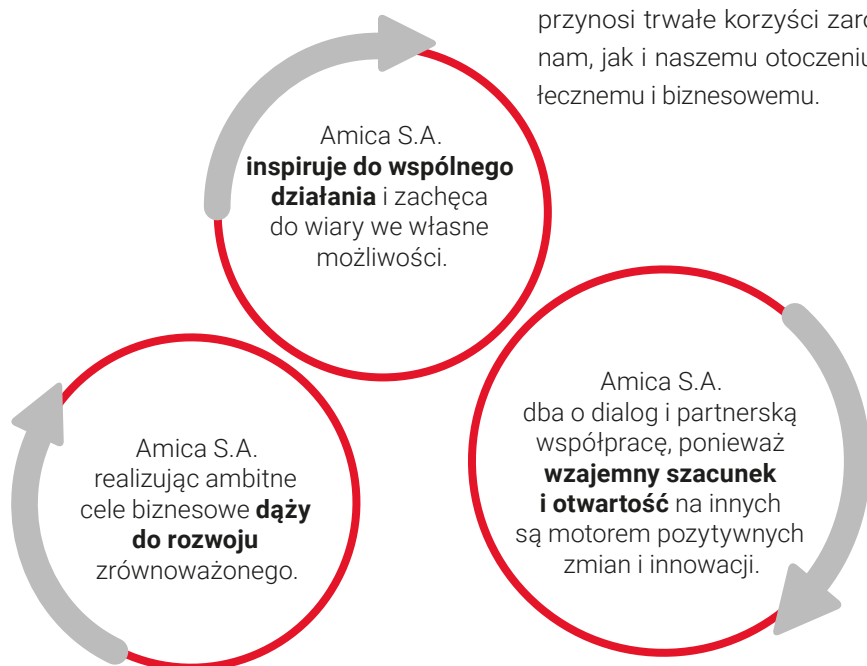 przynosi trwałe korzyści
nam, jak i naszemu
łecznemu i biznesowemu.
Amica S.A.
inspiruje do wspólnego
działania i zachęca
do wiary we własne
możliwości.
Amica S.A.
realizując ambitne
cele biznesowe dąży
do rozwoju
zrównoważonego.
Amica S.A.
dba o dialog i partnerską
współpracę, ponieważ
wzajemny szacunek
i otwartość na innych
są motorem pozytywnych
zmian i innowacji.